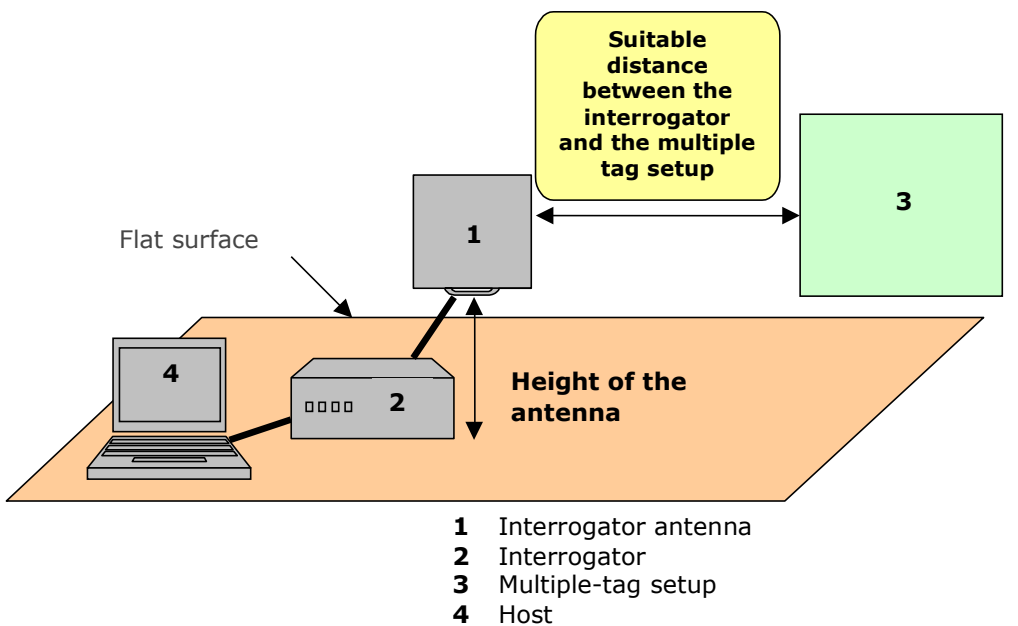 Suitable
distance
between the
interrogator
and the multiple
tag setup
3
1
Flat surface
4
2
Height of the
antenna
1 Interrogator antenna
2 Interrogator
3 Multiple-tag setup
4 Host